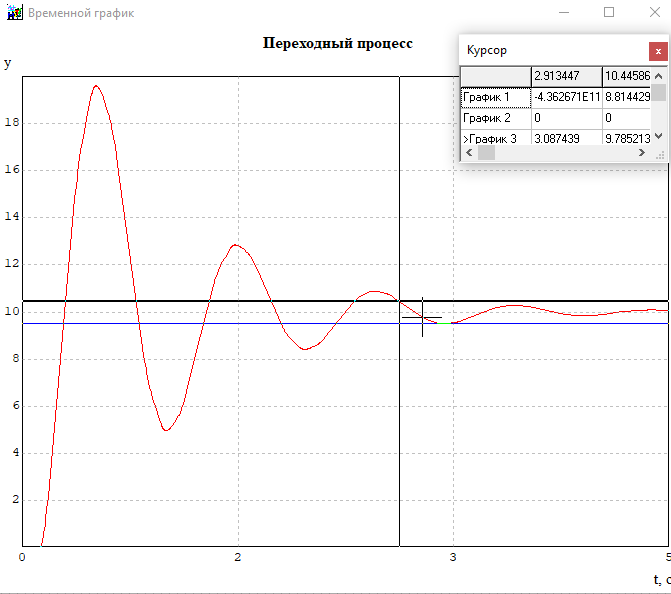 Временной график
Переходный процесс
y
Курсор
x
2.913447 10.44586
График 1 -4.362671E11 8.814429
График 2 0 0
>График 3 3.087439 9.785213
18
16
14
12
10
8
6
4
2
0 2 3 5
t, c